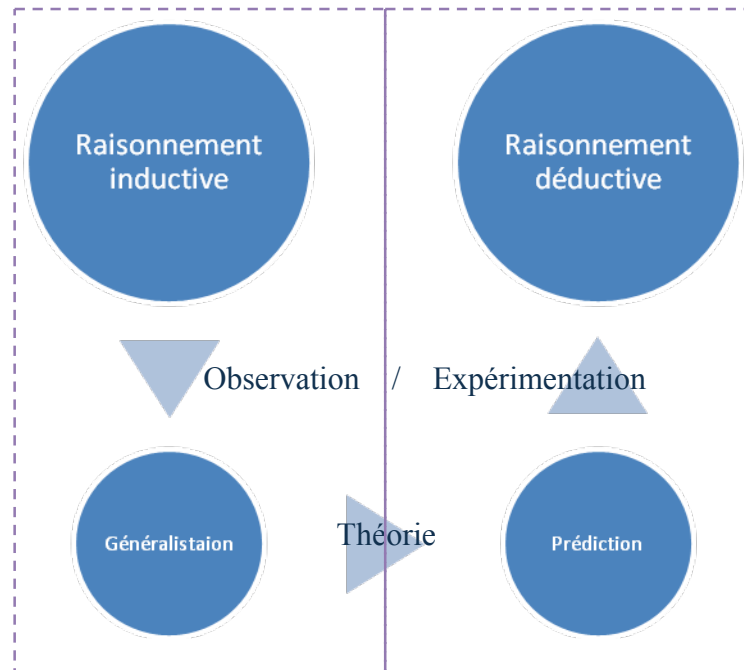 Raisonnement
inductive
Raisonnement
déductive
Observation / Expérimentation
Généralistaion
Théorie
Prédiction